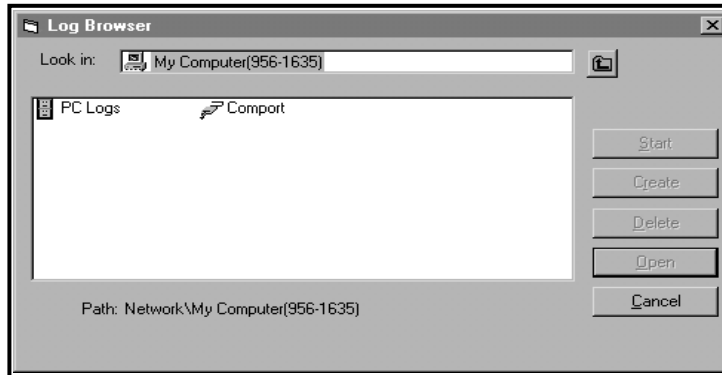 Log Browser
Look in: My Computer(956-1635)
PC Logs Comport
Start
Create
Delete
Open
Cancel
Path: Network\My Computer(956-1635)